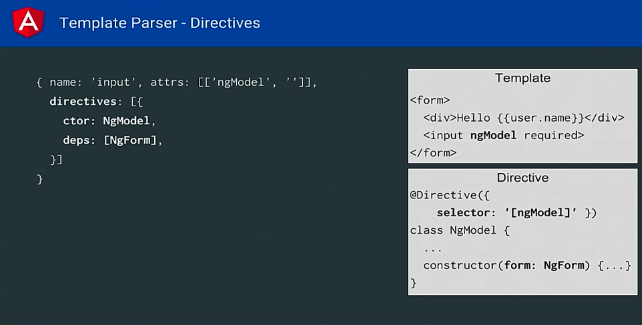 Template Parser - Directives
{ name: 'input', attrs: [['ngModel', '']],
directives: [{
ctor: NgModel,
deps: [NgForm],
}]
}
Template
<form>
<div>Hello {{user.name}}</div>
<input ngModel required>
</form>
Directive
@Directive({
selector: '[ngModel]' })
class NgModel {
...
constructor(form: NgForm) {...}
}